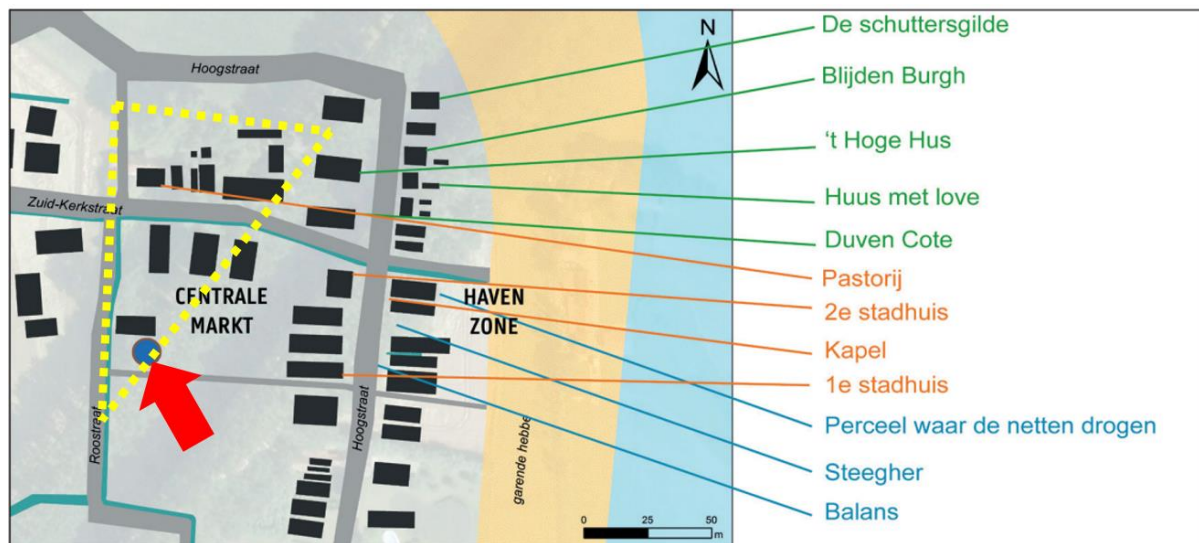 Hoogstraat
Zuid-Kerkstraat
CENTRALE
MARKT
HAVEN
ZONE
Roostraat
Hoogstraat
garende hebbe
N
0 25 50
m
De schuttersgilde
Blijden Burgh
‘t Hoge Hus
Huus met love
Duven Cote
Pastorij
2e stadhuis
Kapel
1e stadhuis
Perceel waar de netten drogen
Steegher
Balans